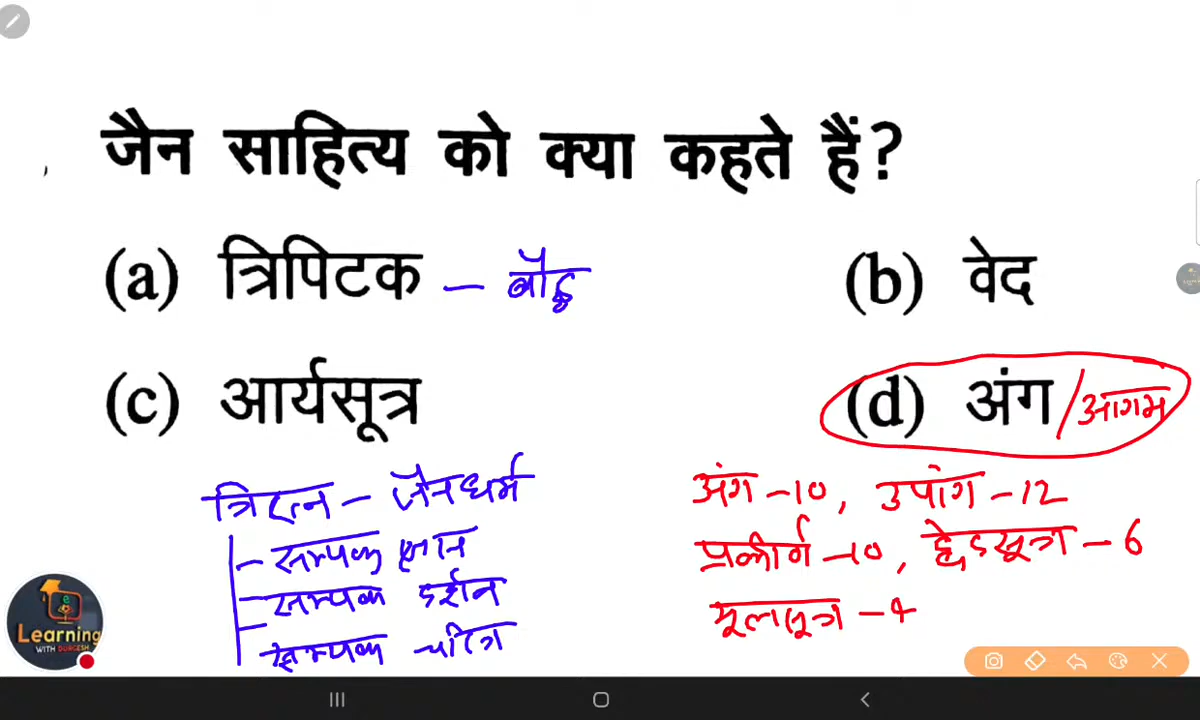 जैन साहित्य को क्या कहते हैं?
(a) त्रिपिटक - बौद्ध
(b) वेद
(c) आर्यसूत्र
(d) अंग / आगम
त्रिरत्न - जैन धर्म
- सम्यक ज्ञान
- सम्यक दर्शन
- सम्यक चरित्र
अंग - 10, उपांग - 12
प्रकीर्ण - 10, छेदसूत्र - 6
मूलसूत्र - 4
Learning
WITH DURGESH